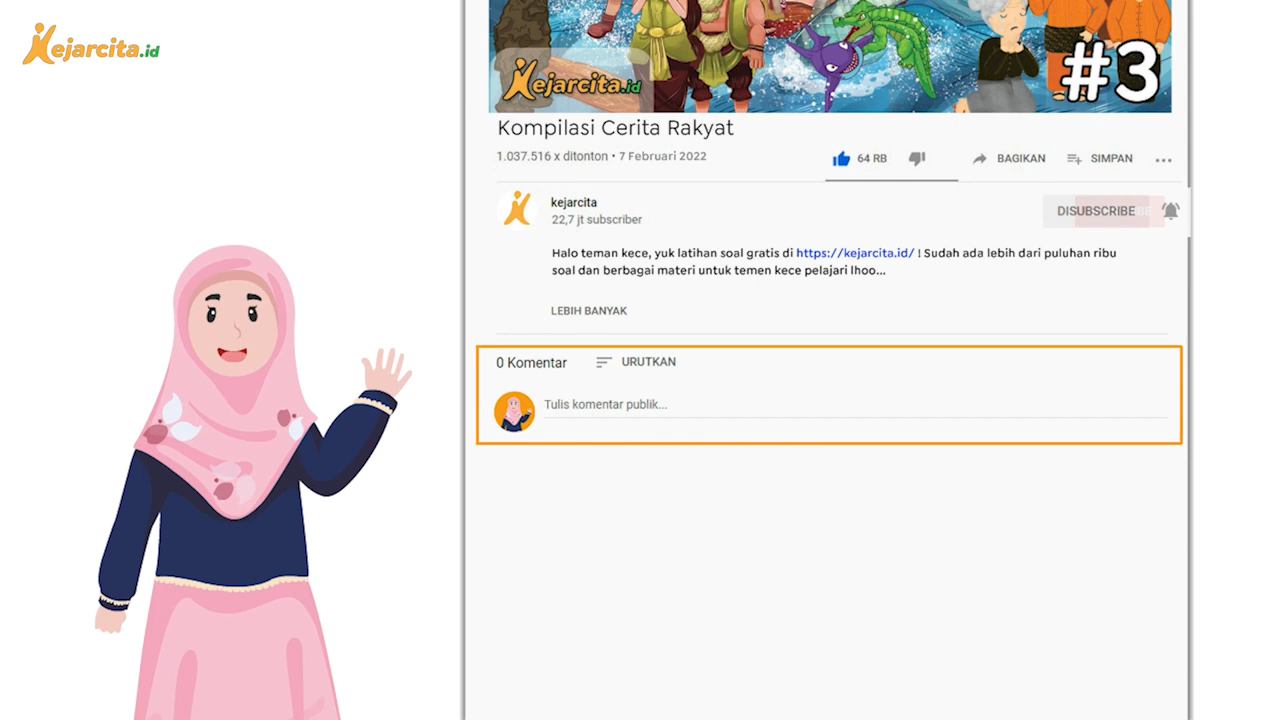 Kejarcita.id
Kejarcita.id
#3
Kompilasi Cerita Rakyat
1.037.516 x ditonton • 7 Februari 2022
64 RB
BAGIKAN
SIMPAN
kejarcita
22,7 jt subscriber
DISUBSCRIBE
Halo teman kece, yuk latihan soal gratis di https://kejarcita.id/ ! Sudah ada lebih dari puluhan ribu
soal dan berbagai materi untuk temen kece pelajari lhoo...
LEBIH BANYAK
0 Komentar
URUTKAN
Tulis komentar publik...